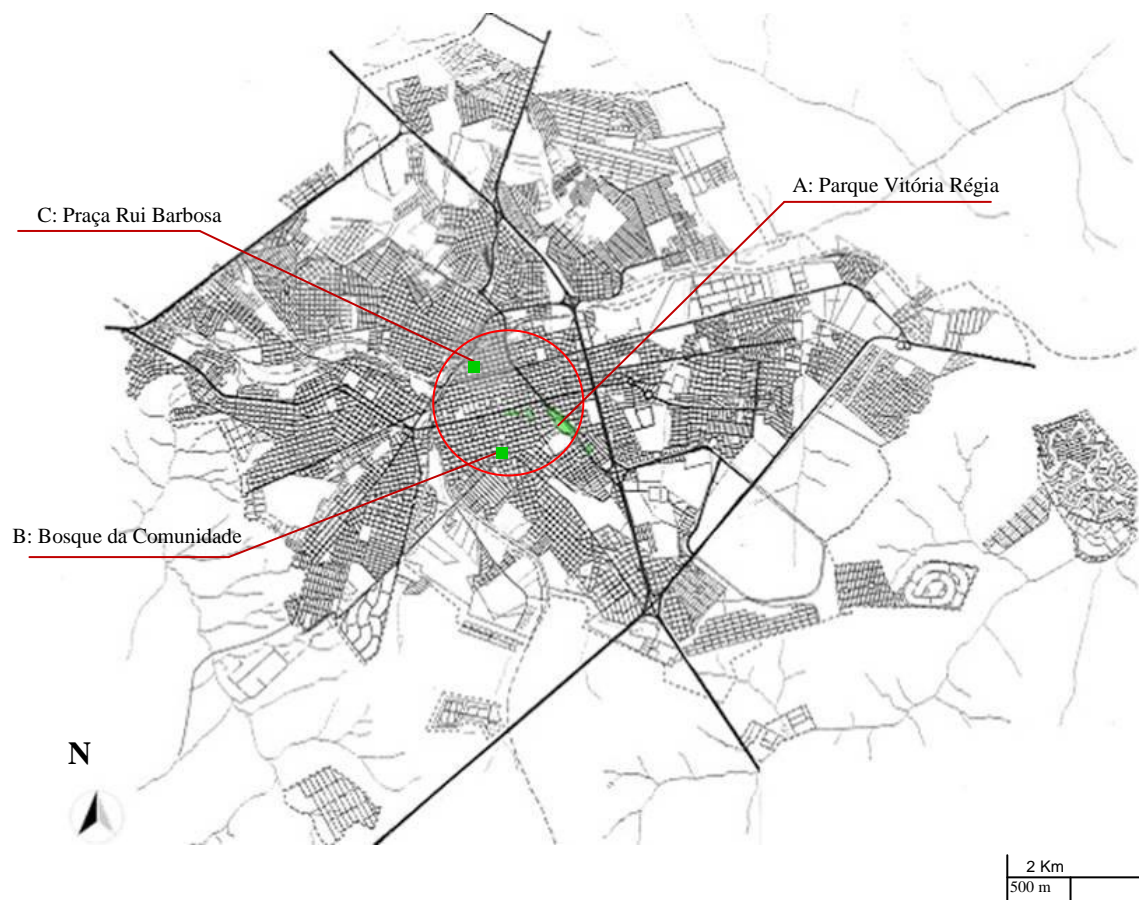 A: Parque Vitória Régia
C: Praça Rui Barbosa
B: Bosque da Comunidade
N
2 Km
500 m